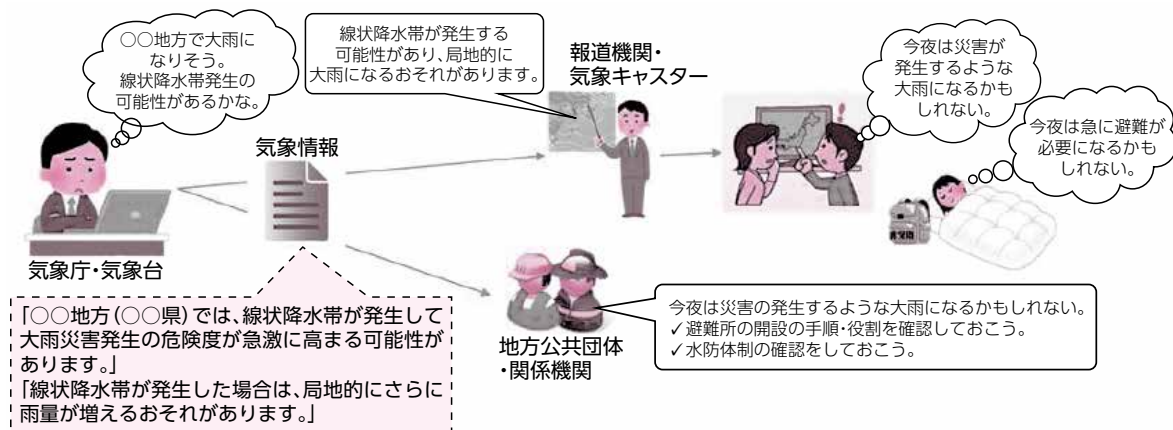 ○○地方で大雨に
なりそう。
線状降水帯発生の
可能性があるかな。
気象庁・気象台
気象情報
線状降水帯が発生する
可能性があり、局地的に
大雨になるおそれがあります。
報道機関・
気象キャスター
今夜は災害が
発生するような
大雨になるかも
しれない。
今夜は急に避難が
必要になるかも
しれない。
「○○地方(○○県)では、線状降水帯が発生して
大雨災害発生の危険度が急激に高まる可能性が
あります。」
「線状降水帯が発生した場合は、局地的にさらに
雨量が増えるおそれがあります。」
地方公共団体
・関係機関
今夜は災害の発生するような大雨になるかもしれない。
✓避難所の開設の手順・役割を確認しておこう。
✓水防体制の確認をしておこう。